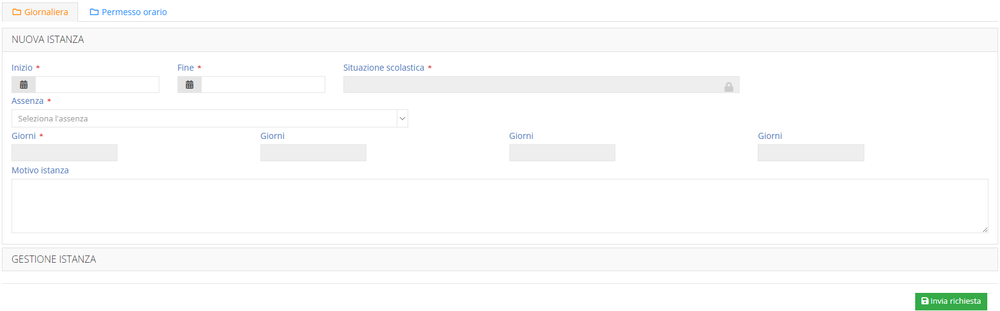 Giornaliera Permesso orario
NUOVA ISTANZA
Inizio * Fine * Situazione scolastica *
Assenza *
Seleziona l'assenza
Giorni * Giorni Giorni Giorni
Motivo istanza
GESTIONE ISTANZA
Invia richiesta